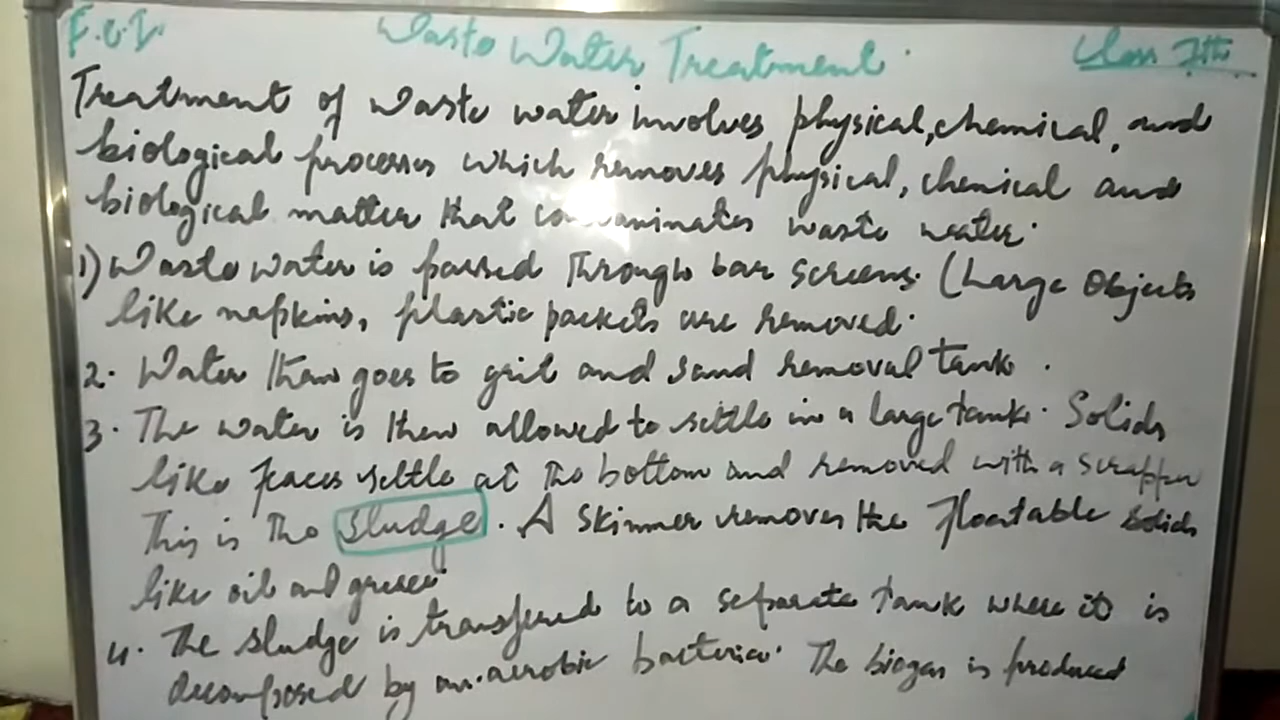 F.C.I. Waste Water Treatment. Class 7th
Treatment of waste water involves physical, chemical, and
biological processes which removes physical, chemical and
biological matter that contaminates waste water.
1) Waste water is passed through bar screens. (Large Objects
like napkins, plastic packets are removed.
2. Water then goes to grit and sand removal tank.
3. The water is then allowed to settle in a large tank. Solids
like feaces settle at the bottom and removed with a scrapper
This is the sludge. A skimmer removes the floatable solids
like oil and grease.
4. The sludge is transfered to a separate tank where it is
decomposed by an-aerobic bacteria. The biogas is produced